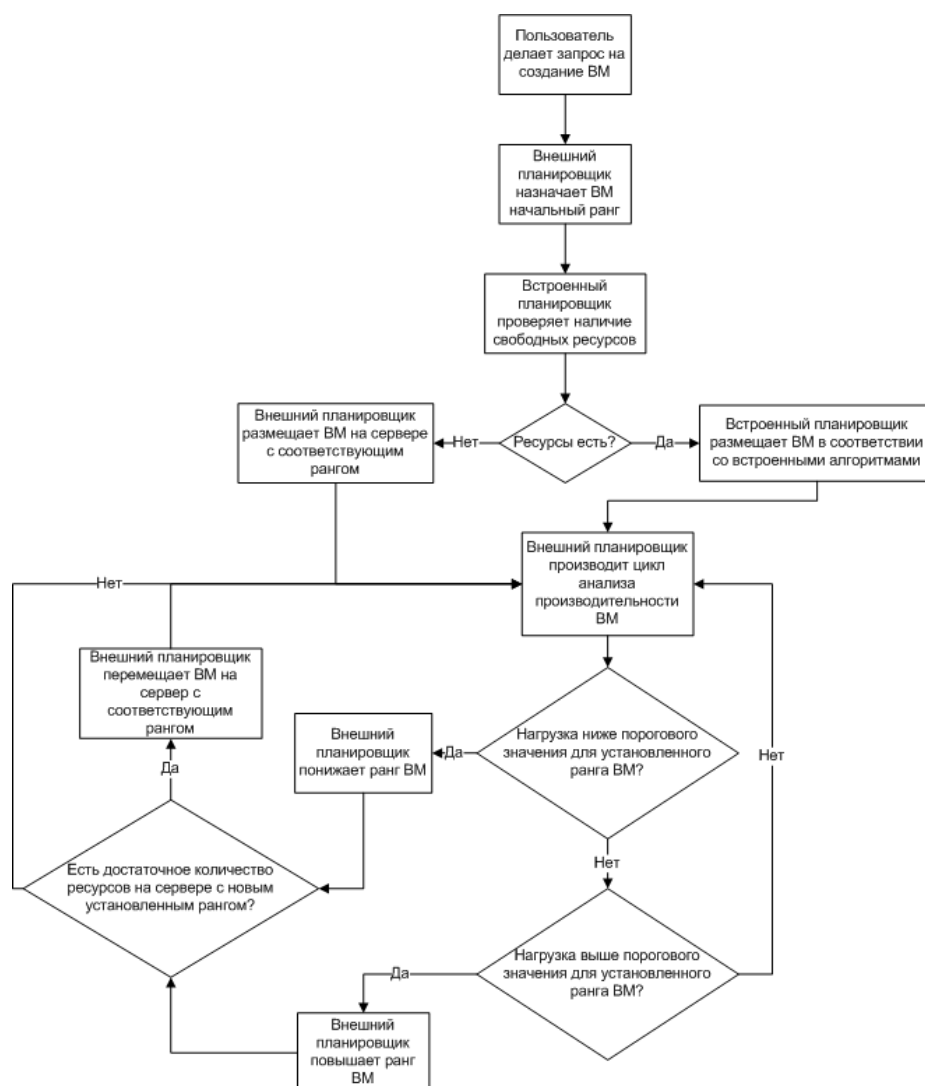 Пользователь
делает запрос на
создание ВМ
Внешний
планировщик
назначает ВМ
начальный ранг
Встроенный
планировщик
проверяет наличие
свободных ресурсов
Внешний планировщик
размещает ВМ на сервере
с соответствующим
рангом
Нет
Ресурсы есть?
Да
Встроенный планировщик
размещает ВМ в соответствии
со встроенными алгоритмами
Внешний планировщик
производит цикл
анализа
производительности
ВМ
Нет
Внешний планировщик
перемещает ВМ на
сервер с
соответствующим
рангом
Внешний
планировщик
понижает ранг ВМ
Да
Нагрузка ниже порогового
значения для установленного
ранга ВМ?
Нет
Да
Есть достаточное количество
ресурсов на сервере с новым
установленным рангом?
Нет
Нагрузка выше порогового
значения для установленного
ранга ВМ?
Да
Внешний
планировщик
повышает ранг
ВМ